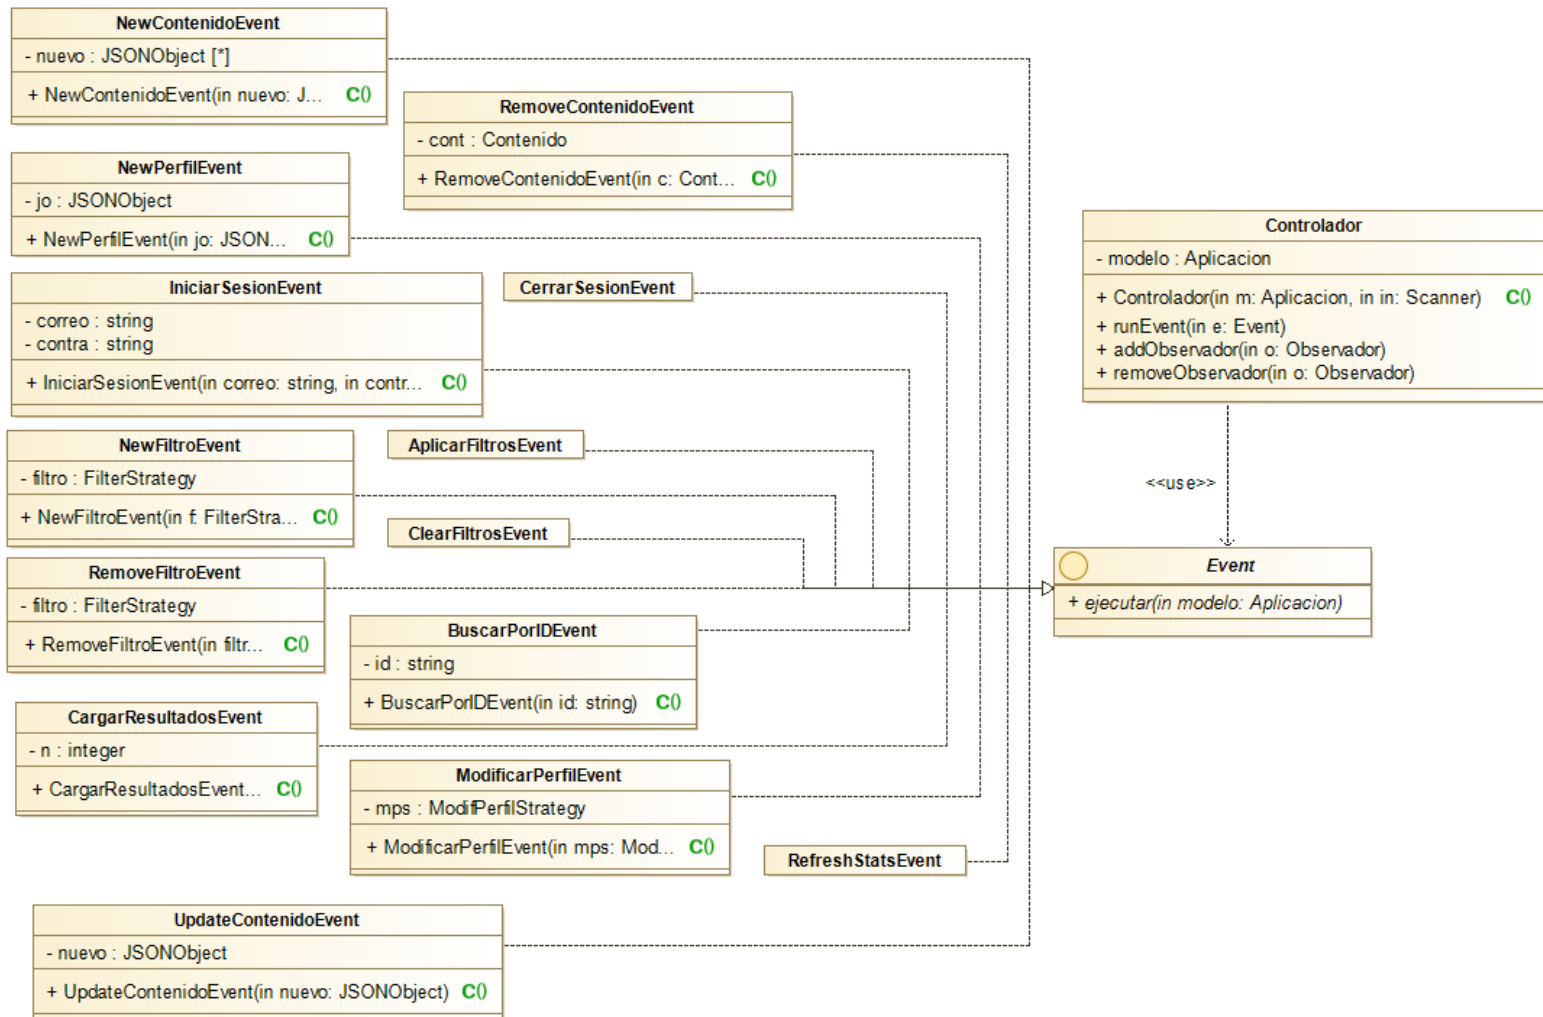 NewContenidoEvent
- nuevo : JSONObject [*]
+ NewContenidoEvent(in nuevo: J... C()
RemoveContenidoEvent
- cont : Contenido
+ RemoveContenidoEvent(in c: Cont... C()
NewPerfilEvent
- jo : JSONObject
+ NewPerfilEvent(in jo: JSON... C()
Controlador
- modelo : Aplicacion
+ Controlador(in m: Aplicacion, in in: Scanner) C()
+ runEvent(in e: Event)
+ addObservador(in o: Observador)
+ removeObservador(in o: Observador)
IniciarSesionEvent
- correo : string
- contra : string
+ IniciarSesionEvent(in correo: string, in contr... C()
CerrarSesionEvent
NewFiltroEvent
- filtro : FilterStrategy
+ NewFiltroEvent(in f: FilterStra... C()
AplicarFiltrosEvent
<<use>>
ClearFiltrosEvent
Event
+ ejecutar(in modelo: Aplicacion)
RemoveFiltroEvent
- filtro : FilterStrategy
+ RemoveFiltroEvent(in filtr... C()
BuscarPorIDEvent
- id : string
+ BuscarPorIDEvent(in id: string) C()
CargarResultadosEvent
- n : integer
+ CargarResultadosEvent... C()
ModificarPerfilEvent
- mps : ModifPerfilStrategy
+ ModificarPerfilEvent(in mps: Mod... C()
RefreshStatsEvent
UpdateContenidoEvent
- nuevo : JSONObject
+ UpdateContenidoEvent(in nuevo: JSONObject) C()